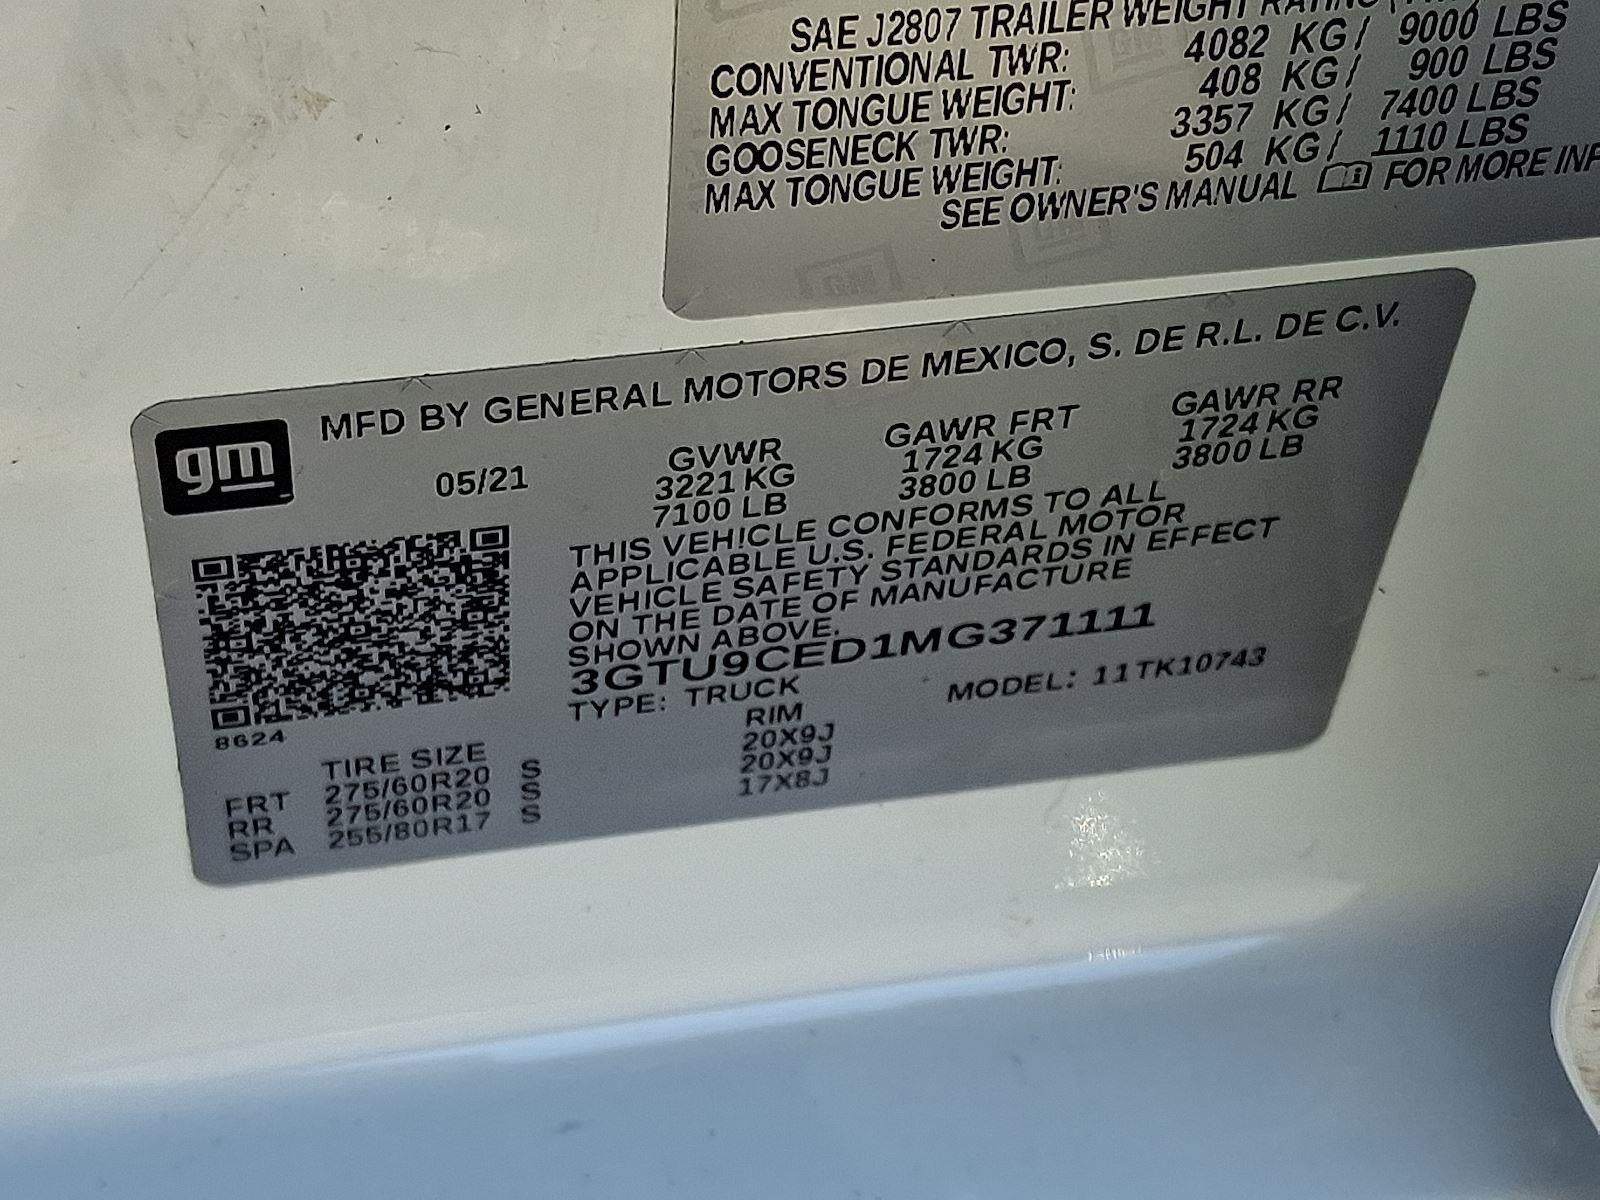 SAE J2807 TRAILER WEIGHT RATING
CONVENTIONAL TWR: 4082 KG/ 9000 LBS
MAX TONGUE WEIGHT: 408 KG/ 900 LBS
GOOSENECK TWR: 3357 KG/ 7400 LBS
MAX TONGUE WEIGHT: 504 KG/ 1110 LBS
SEE OWNER'S MANUAL FOR MORE INF
gm
MFD BY GENERAL MOTORS DE MEXICO, S. DE R.L. DE C.V.
05/21 GVWR GAWR FRT GAWR RR
3221 KG 1724 KG 1724 KG
7100 LB 3800 LB 3800 LB
THIS VEHICLE CONFORMS TO ALL
APPLICABLE U.S. FEDERAL MOTOR
VEHICLE SAFETY STANDARDS IN EFFECT
ON THE DATE OF MANUFACTURE
SHOWN ABOVE.
3GTU9CED1MG371111
TYPE: TRUCK MODEL: 11TK10743
8624
TIRE SIZE RIM
FRT 275/60R20 S 20X9J
RR 275/60R20 S 20X9J
SPA 255/80R17 S 17X8J